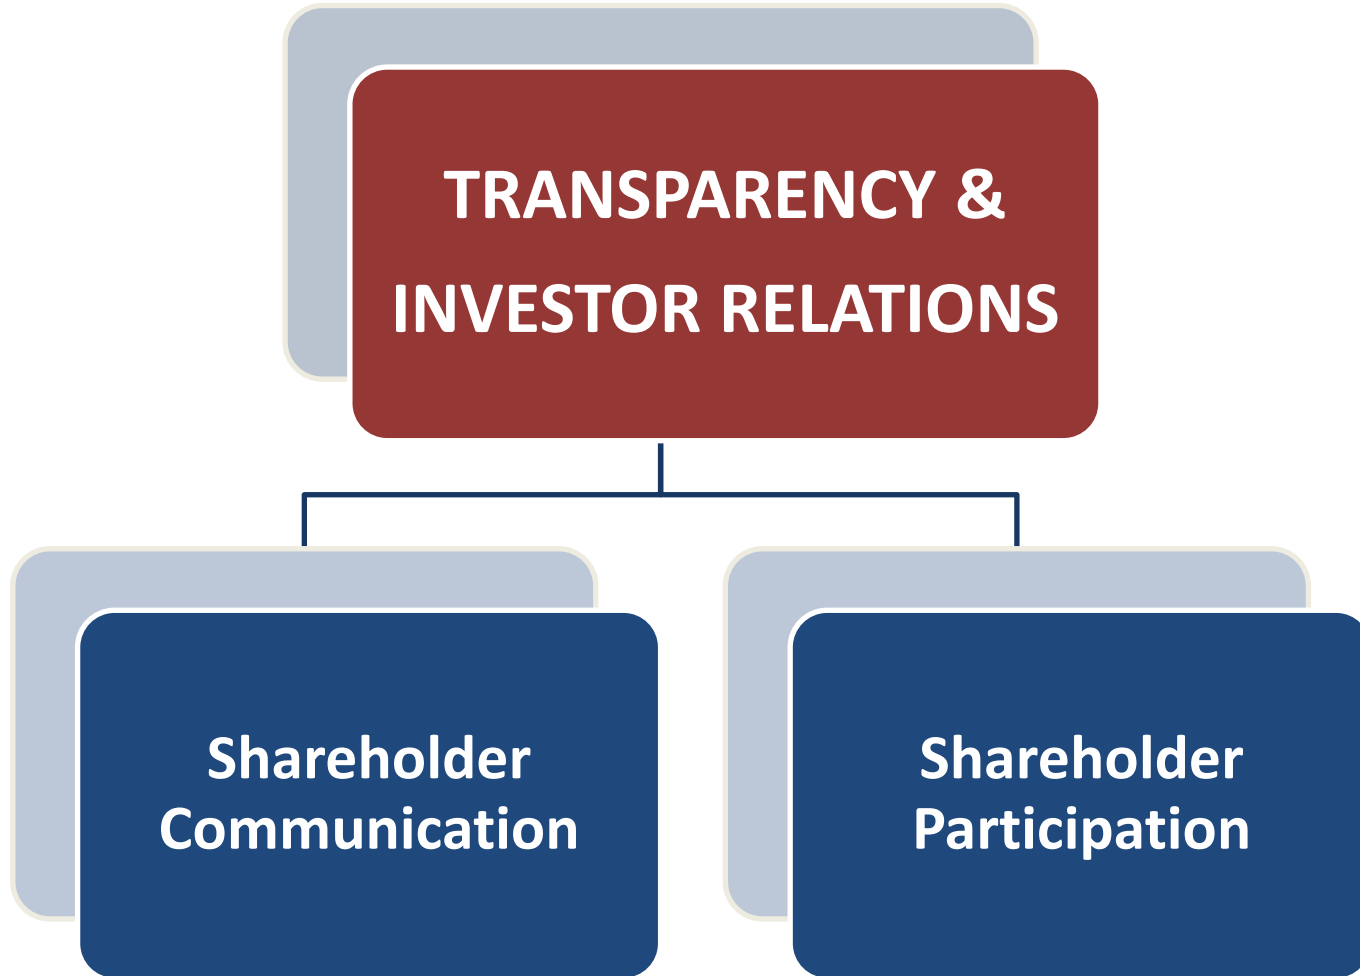 TRANSPARENCY &
INVESTOR RELATIONS
Shareholder
Communication
Shareholder
Participation